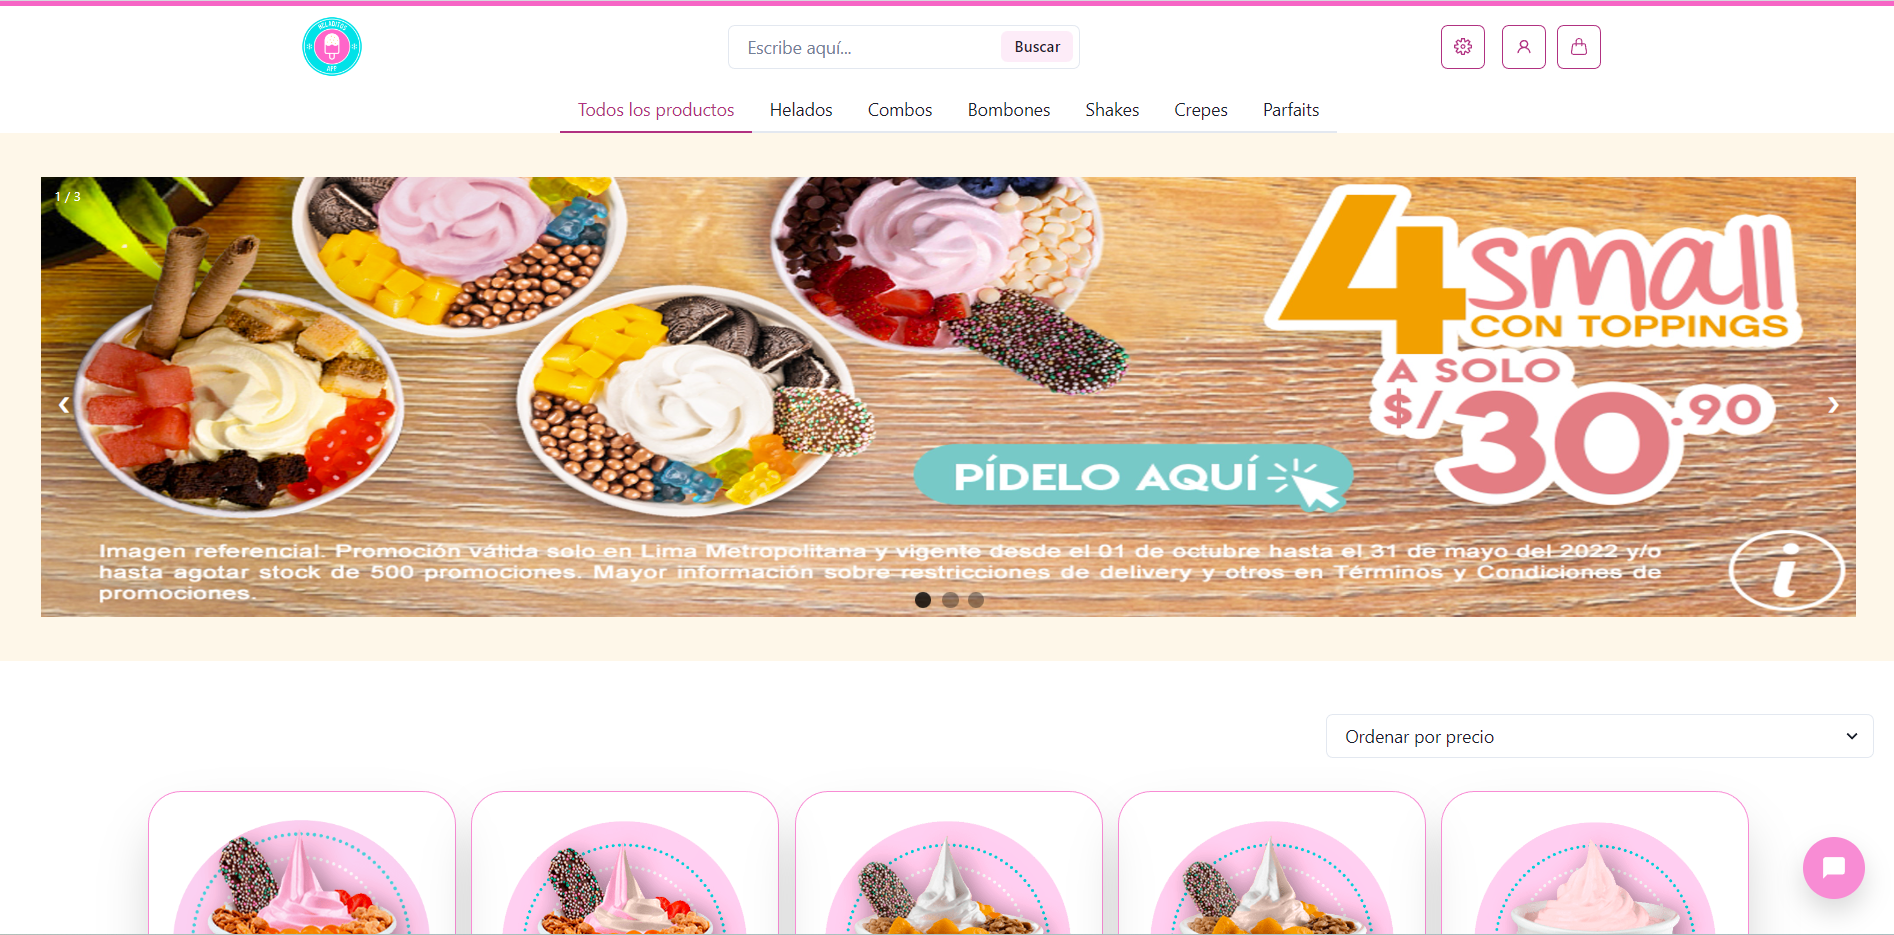 HELADITOS
APP
Escribe aquí...
Buscar
Todos los productos
Helados
Combos
Bombones
Shakes
Crepes
Parfaits
1 / 3
4 small
CON TOPPINGS
A SOLO
$/30.90
PÍDELO AQUÍ
Imagen referencial. Promoción válida solo en Lima Metropolitana y vigente desde el 01 de octubre hasta el 31 de mayo del 2022 y/o
hasta agotar stock de 500 promociones. Mayor información sobre restricciones de delivery y otros en Términos y Condiciones de
promociones.
i
Ordenar por precio